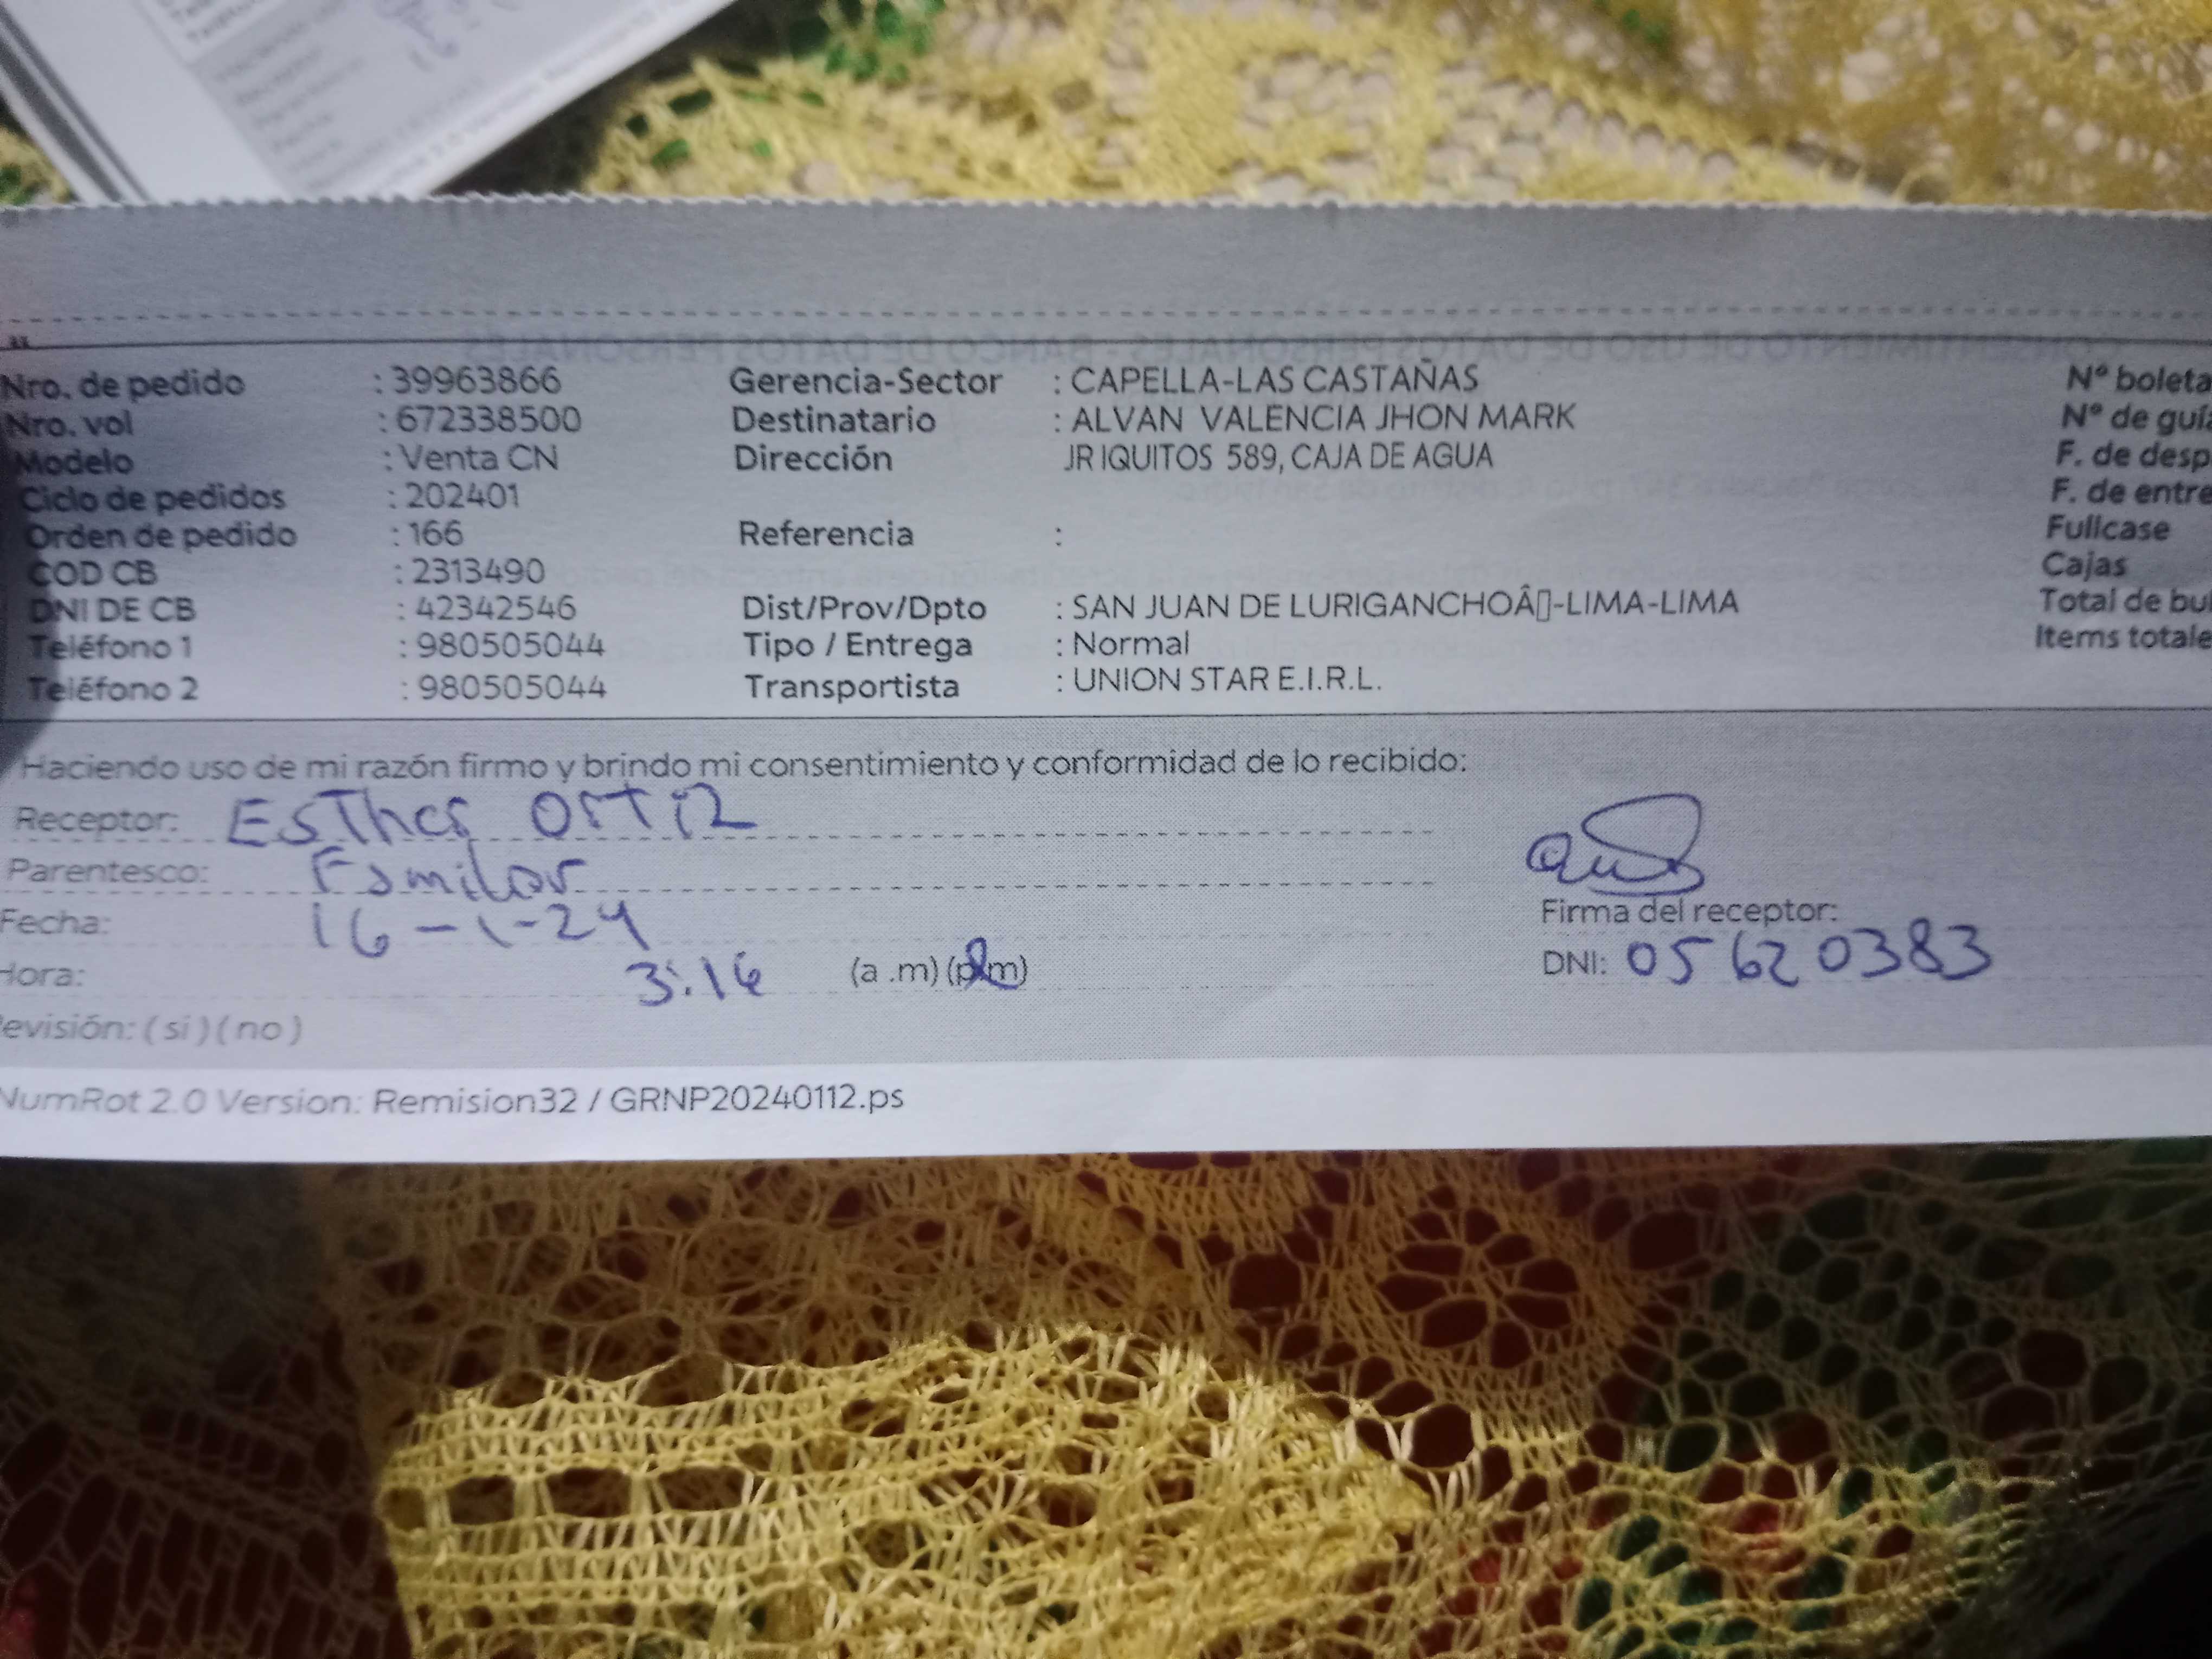 Nro. de pedido : 39963866 Gerencia-Sector : CAPELLA-LAS CASTAÑAS Nº boleta
Nro. vol : 672338500 Destinatario : ALVAN VALENCIA JHON MARK Nº de guía
Modelo : Venta CN Dirección JR IQUITOS 589, CAJA DE AGUA F. de desp
Ciclo de pedidos : 202401 F. de entre
Orden de pedido : 166 Referencia : Fullcase
COD CB : 2313490 Cajas
DNI DE CB : 42342546 Dist/Prov/Dpto : SAN JUAN DE LURIGANCHOÂ▯-LIMA-LIMA Total de bul
Teléfono 1 : 980505044 Tipo / Entrega : Normal Items totale
Teléfono 2 : 980505044 Transportista : UNION STAR E.I.R.L.
Haciendo uso de mi razón firmo y brindo mi consentimiento y conformidad de lo recibido:
Receptor: Esther Ortiz
Parentesco: Familiar
Fecha: 16-1-24 Firma del receptor:
Hora: 3:16 (a .m) (p.m) DNI: 05620383
evisión: ( si ) ( no )
NumRot 2.0 Version: Remision32 / GRNP20240112.ps